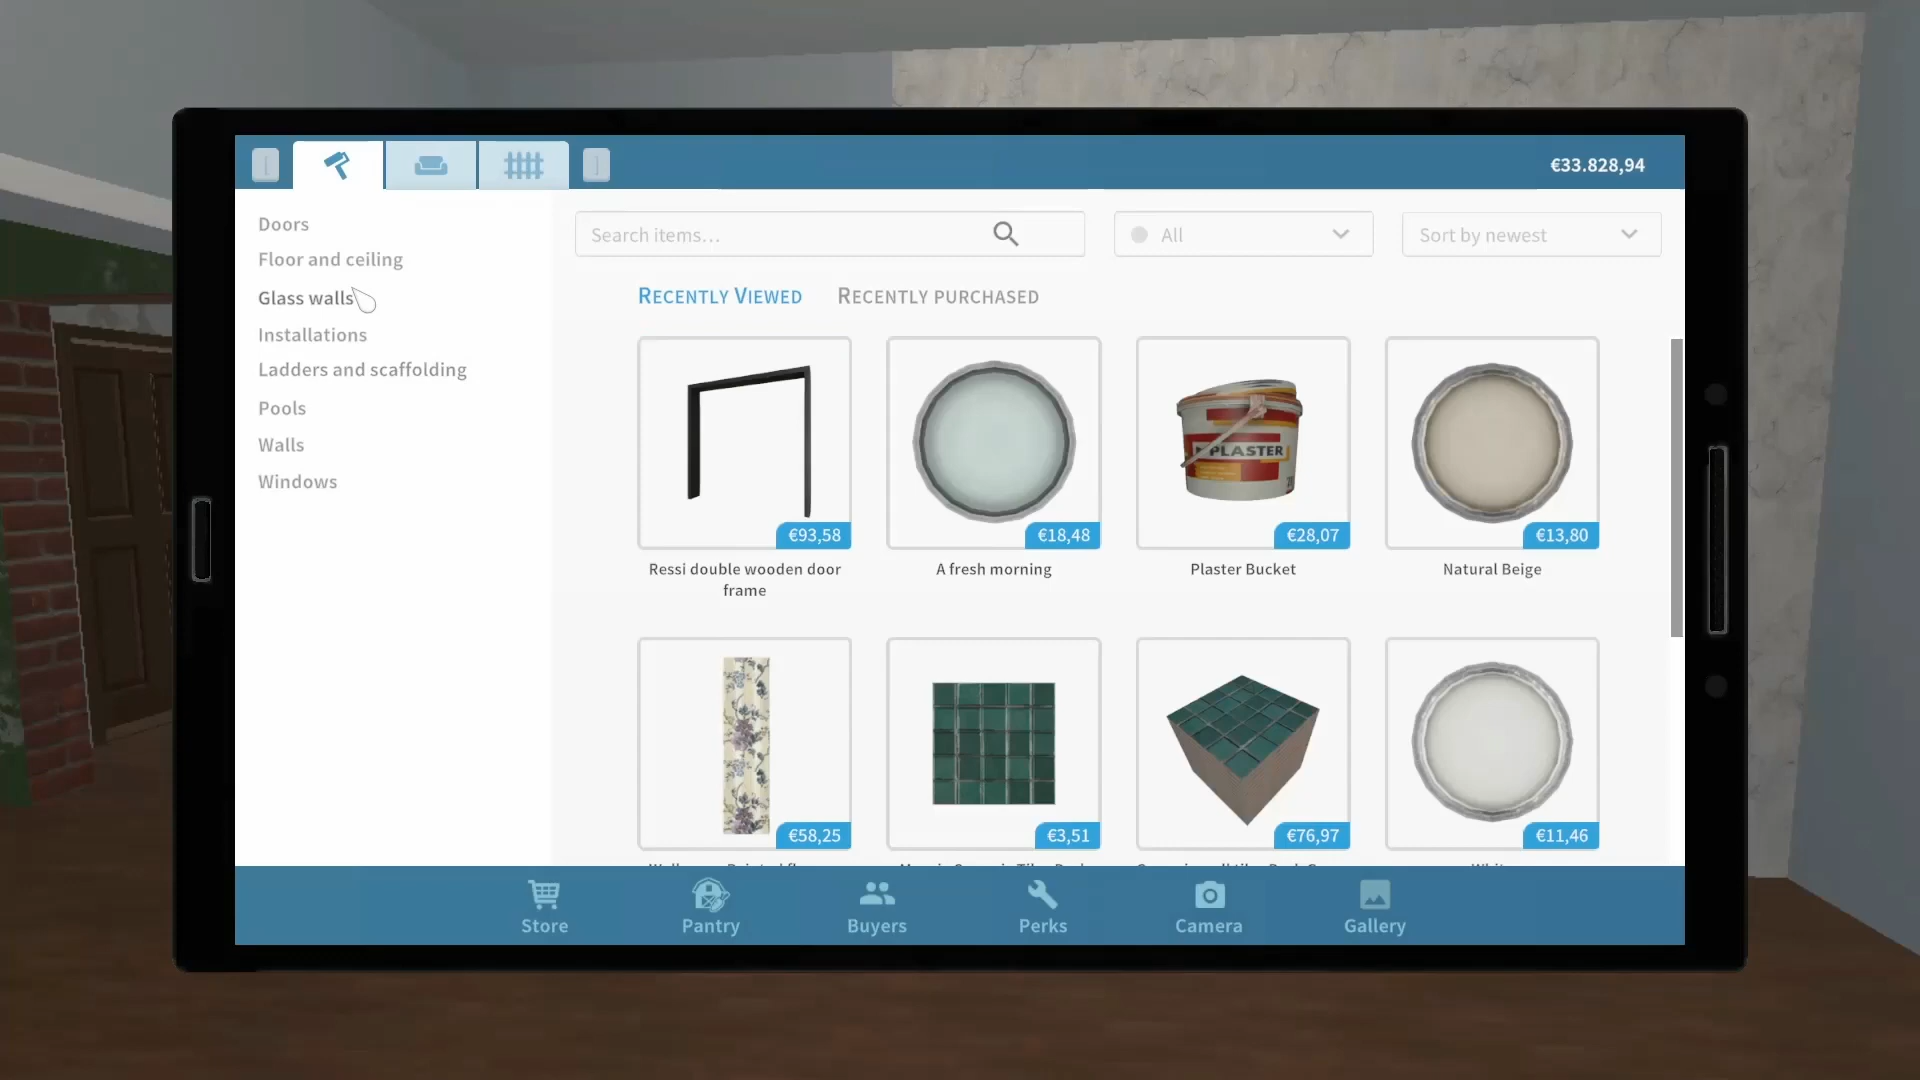 €33.828,94
Doors
Floor and ceiling
Glass walls
Installations
Ladders and scaffolding
Pools
Walls
Windows
Search items...
All
Sort by newest
RECENTLY VIEWED
RECENTLY PURCHASED
€93,58
€18,48
PLASTER
€28,07
€13,80
Ressi double wooden door
frame
A fresh morning
Plaster Bucket
Natural Beige
€58,25
€3,51
€76,97
€11,46
Store
Pantry
Buyers
Perks
Camera
Gallery